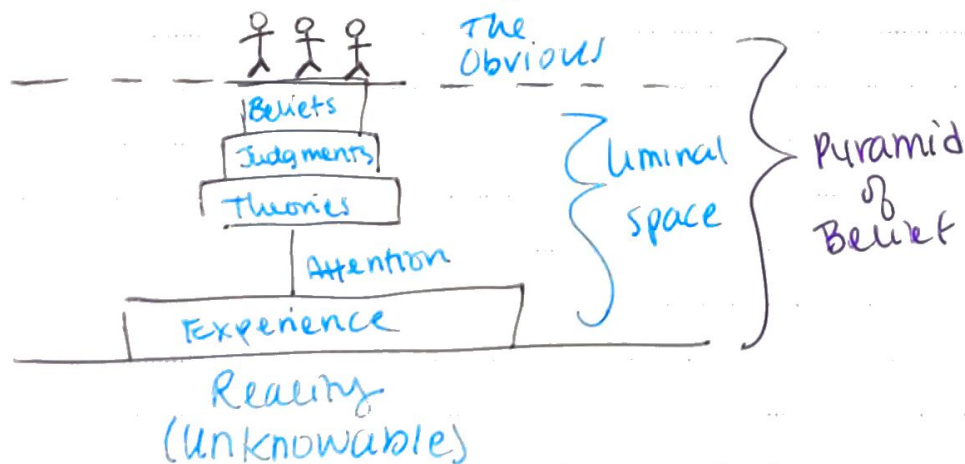 The
Obvious
Beliefs
Judgments
Theories
Attention
Experience
Liminal
space
Pyramid
of
Belief
Reality
(unknowable)